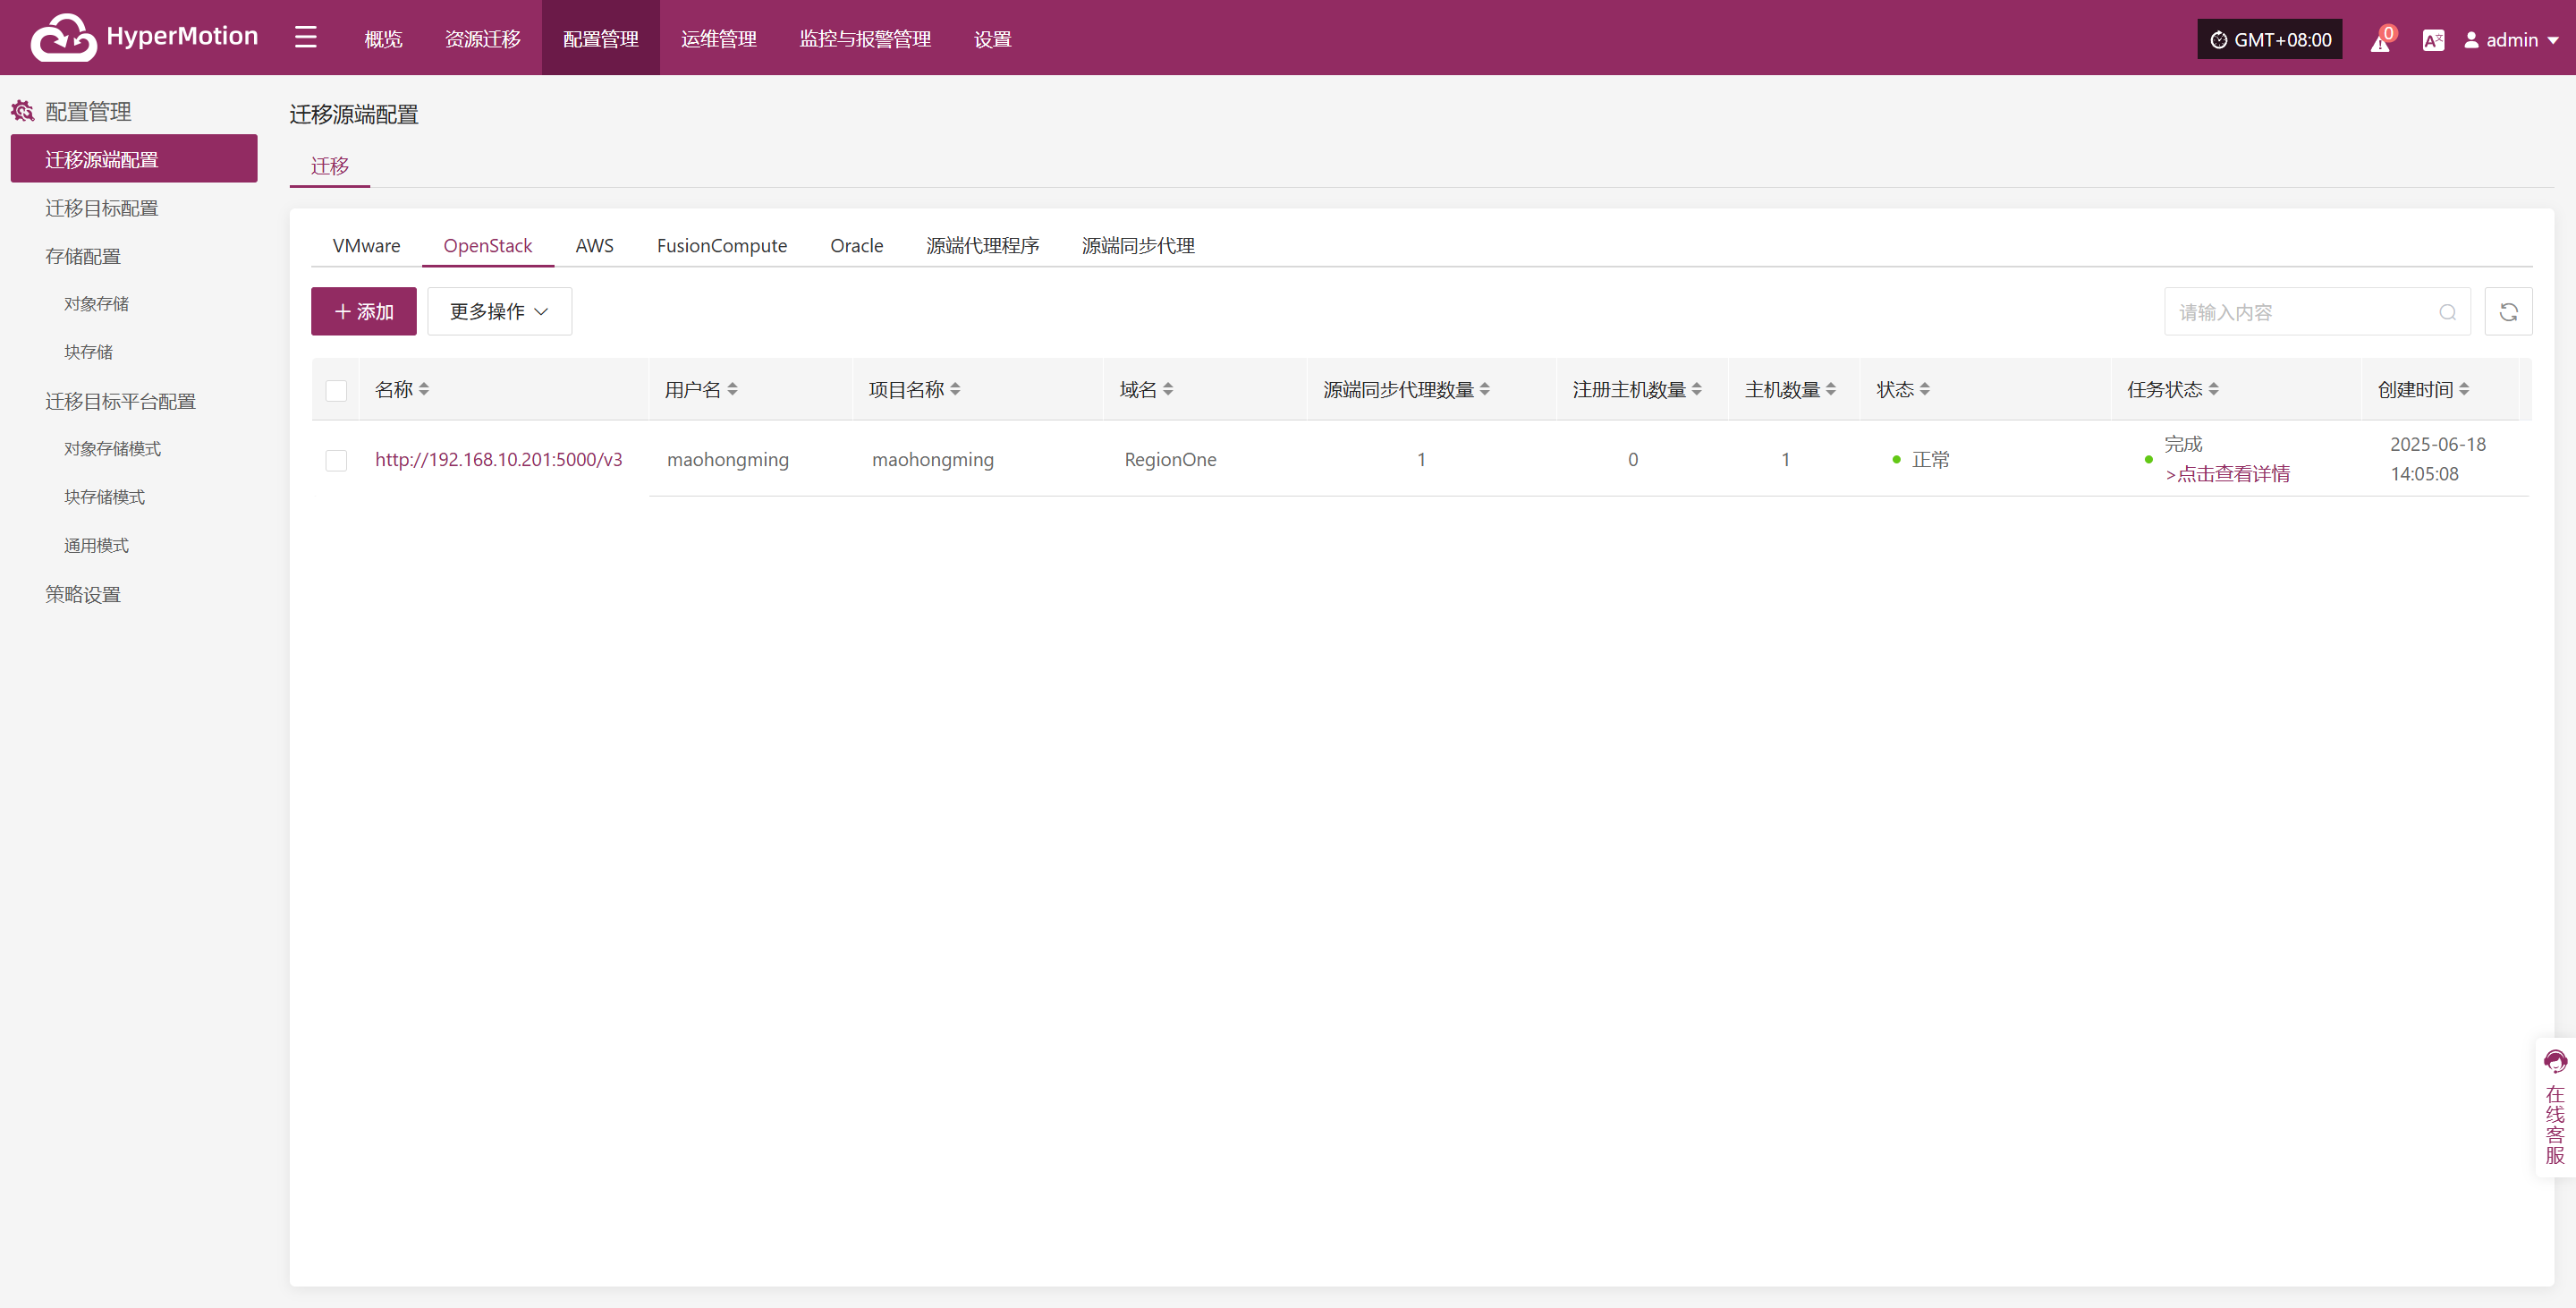 HyperMotion
概览
资源迁移
配置管理
运维管理
监控与报警管理
设置
GMT+08:00
0
admin
配置管理
迁移源端配置
迁移目标配置
存储配置
对象存储
块存储
迁移目标平台配置
对象存储模式
块存储模式
通用模式
策略设置
迁移源端配置
迁移
VMware
OpenStack
AWS
FusionCompute
Oracle
源端代理程序
源端同步代理
添加
更多操作
请输入内容
名称
用户名
项目名称
域名
源端同步代理数量
注册主机数量
主机数量
状态
任务状态
创建时间
http://192.168.10.201:5000/v3
maohongming
maohongming
RegionOne
1
0
1
正常
完成
>点击查看详情
2025-06-18
14:05:08
在线客服